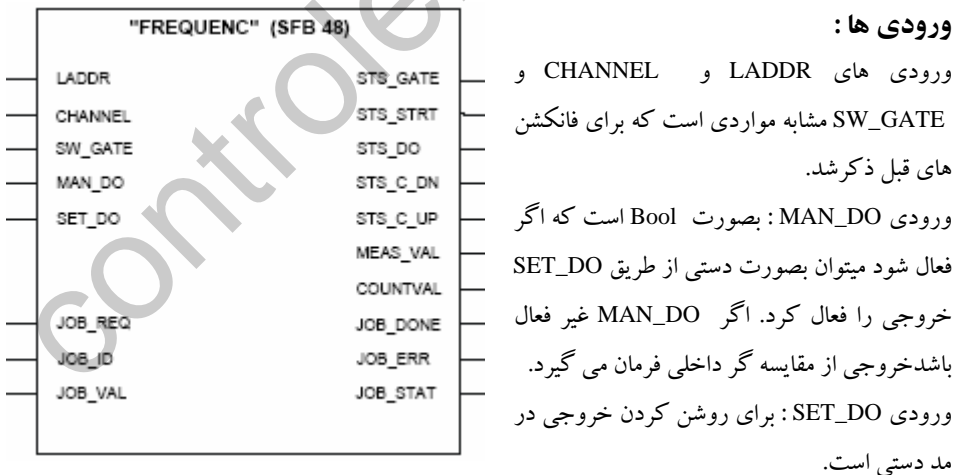 ورودی ها :
ورودی های LADDR و CHANNEL و
SW_GATE مشابه مواردی است که برای فانکشن
های قبل ذکر شد.
ورودی MAN_DO : بصورت Bool است که اگر
فعال شود میتوان بصورت دستی از طریق SET_DO
خروجی را فعال کرد. اگر MAN_DO غیر فعال
باشدخروجی از مقایسه گر داخلی فرمان می گیرد.
ورودی SET_DO : برای روشن کردن خروجی در
مد دستی است.
"FREQUENC" (SFB 48)
LADDR STS_GATE
CHANNEL STS_STRT
SW_GATE STS_DO
MAN_DO STS_C_DN
SET_DO STS_C_UP
MEAS_VAL
COUNTVAL
JOB_REQ JOB_DONE
JOB_ID JOB_ERR
JOB_VAL JOB_STAT